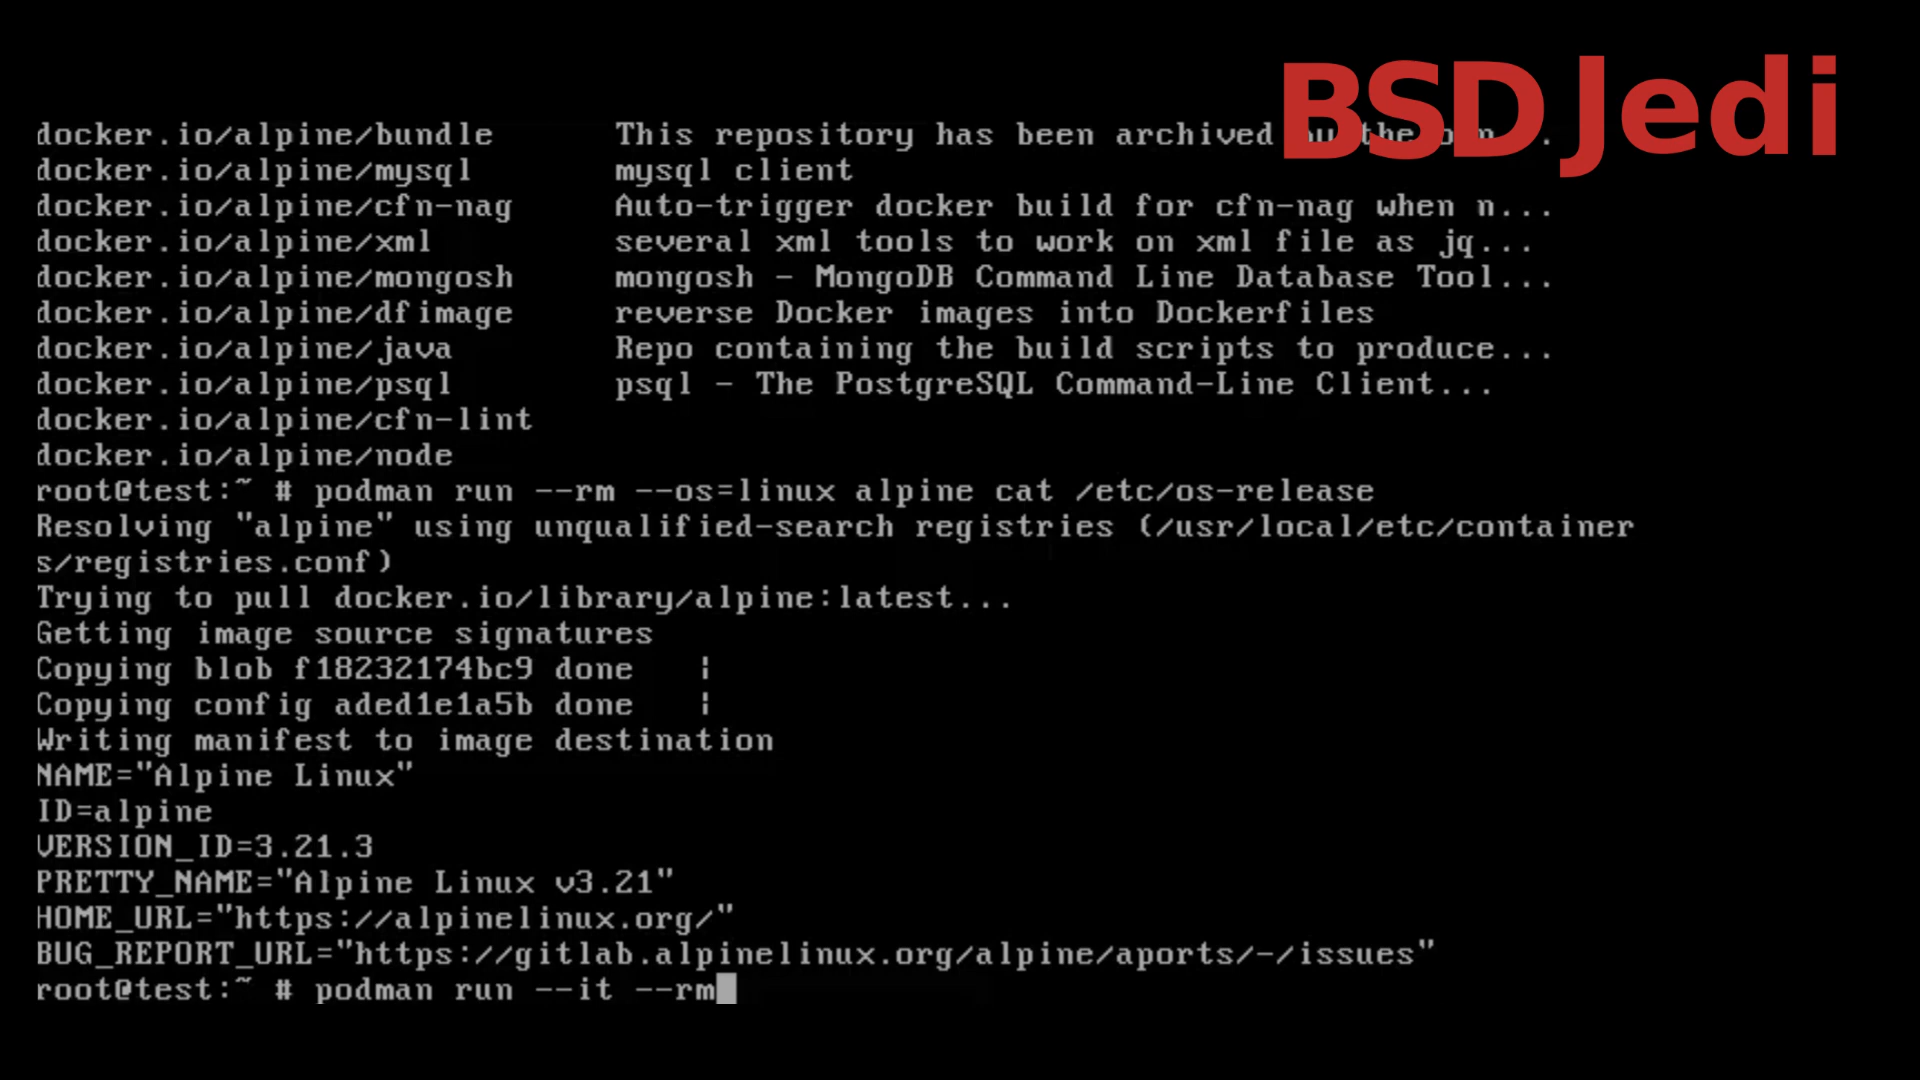 BSD Jedi
docker.io/alpine/bundle This repository has been archived by the own...
docker.io/alpine/mysql mysql client
docker.io/alpine/cfn-nag Auto-trigger docker build for cfn-nag when n...
docker.io/alpine/xml several xml tools to work on xml file as jq...
docker.io/alpine/mongosh mongosh - MongoDB Command Line Database Tool...
docker.io/alpine/dfimage reverse Docker images into Dockerfiles
docker.io/alpine/java Repo containing the build scripts to produce...
docker.io/alpine/psql psql - The PostgreSQL Command-Line Client...
docker.io/alpine/cfn-lint
docker.io/alpine/node
root@test:~ # podman run --rm --os=linux alpine cat /etc/os-release
Resolving "alpine" using unqualified-search registries (/usr/local/etc/container
s/registries.conf)
Trying to pull docker.io/library/alpine:latest...
Getting image source signatures
Copying blob f18232174bc9 done |
Copying config aded1e1a5b done |
Writing manifest to image destination
NAME="Alpine Linux"
ID=alpine
VERSION_ID=3.21.3
PRETTY_NAME="Alpine Linux v3.21"
HOME_URL="https://alpinelinux.org/"
BUG_REPORT_URL="https://gitlab.alpinelinux.org/alpine/aports/-/issues"
root@test:~ # podman run --it --rm